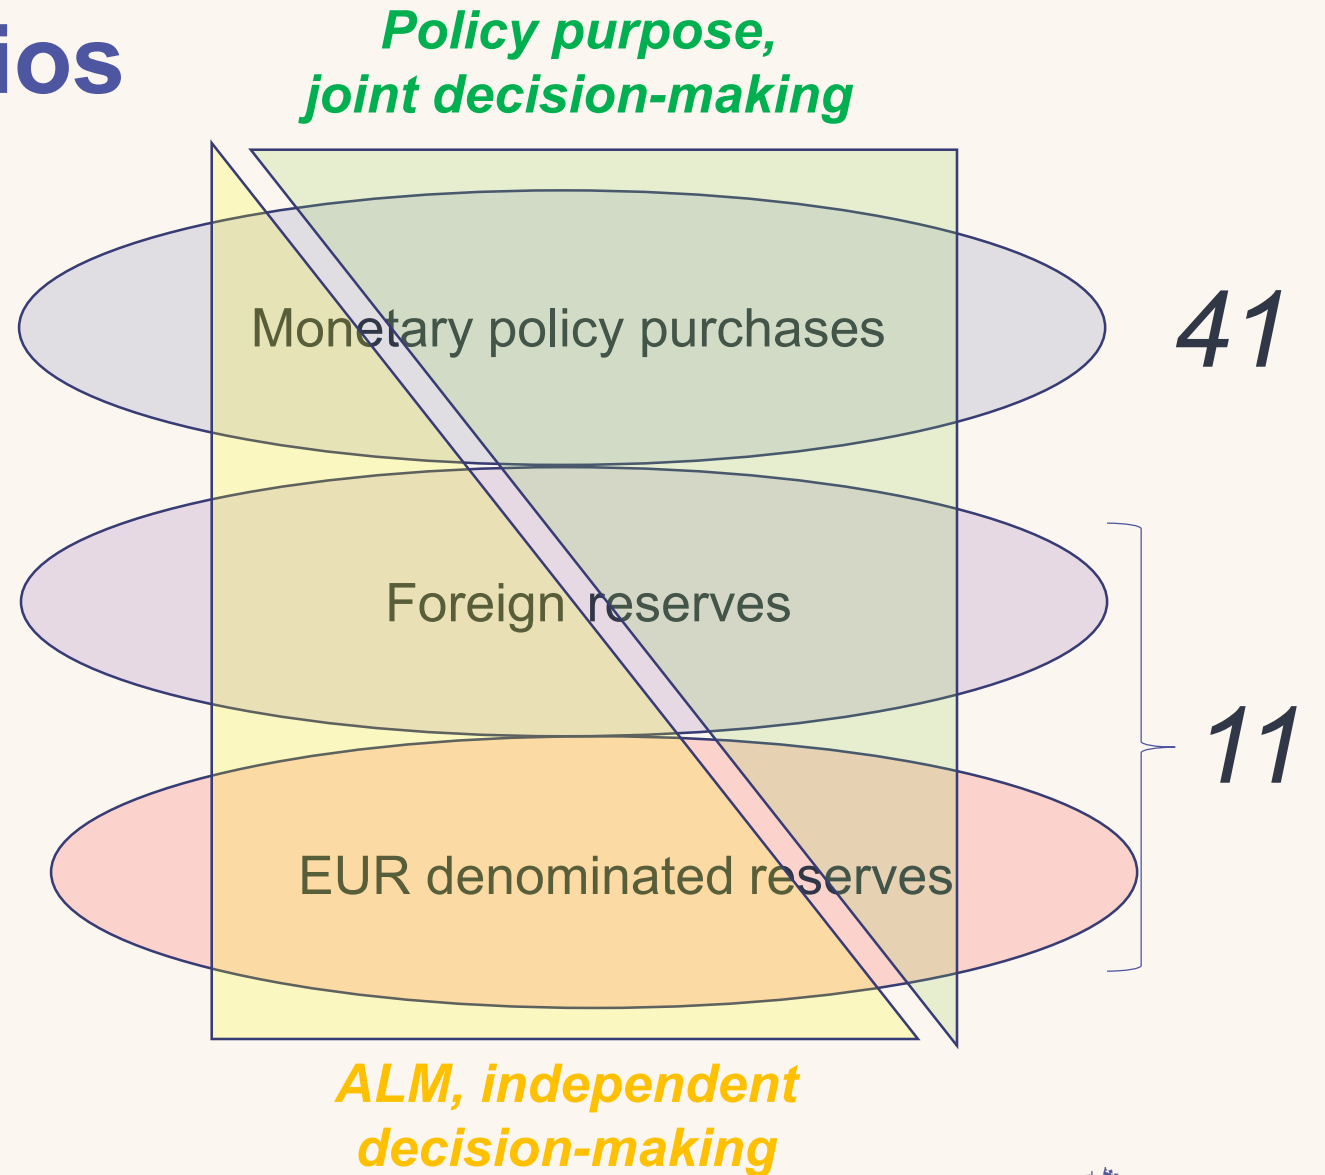 ios
Policy purpose,
joint decision-making
Monetary policy purchases
41
Foreign reserves
11
EUR denominated reserves
ALM, independent
decision-making